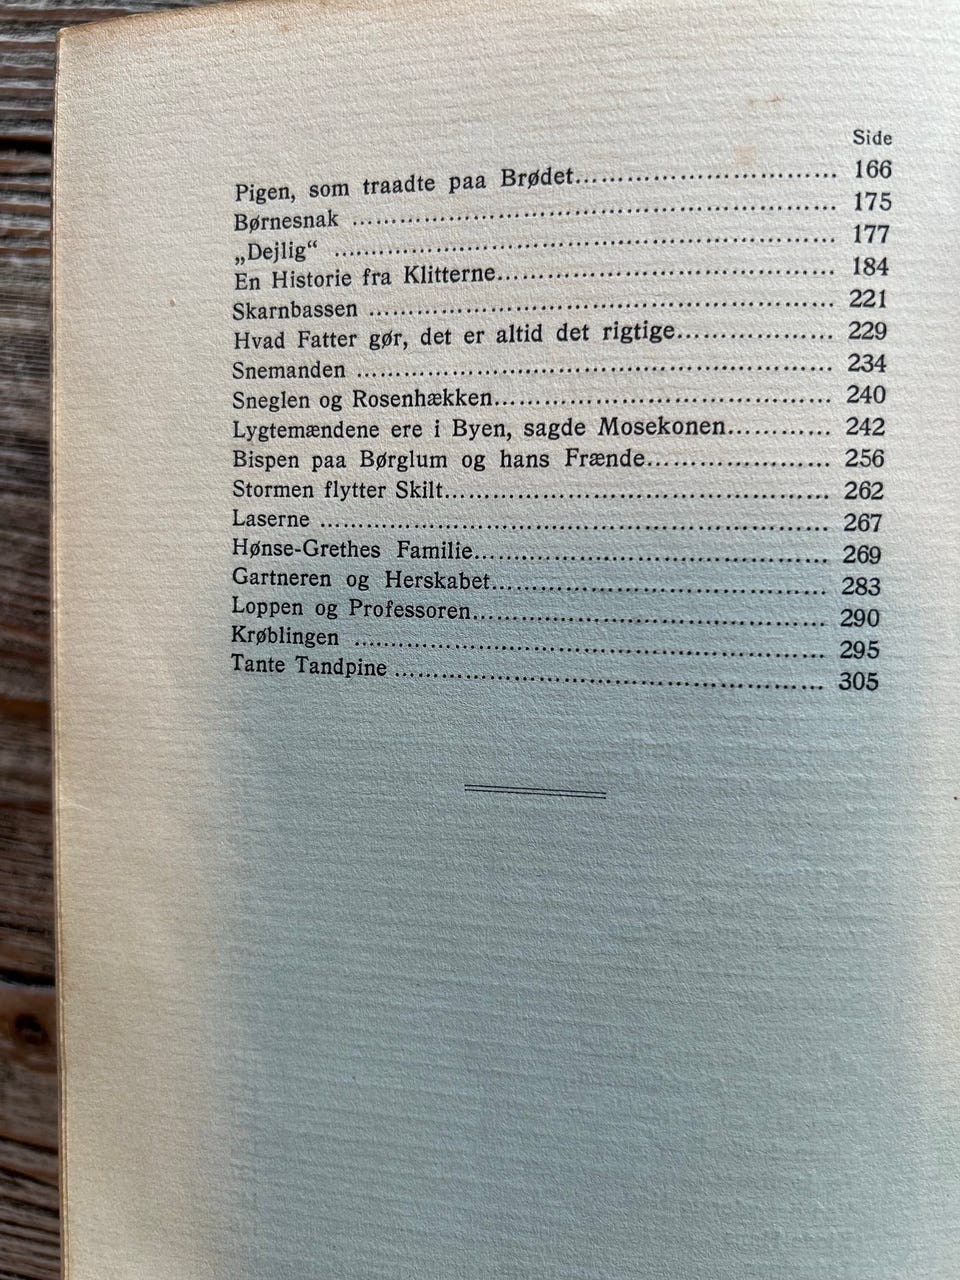 Side
Pigen, som traadte paa Brødet............................. 166
Børnesnak .................................................... 175
„Dejlig“ ...................................................... 177
En Historie fra Klitterne..................................... 184
Skarnbassen .................................................. 221
Hvad Fatter gør, det er altid det rigtige................. 229
Snemanden .................................................... 234
Sneglen og Rosenhækken..................................... 240
Lygtemændene ere i Byen, sagde Mosekonen............ 242
Bispen paa Børglum og hans Frænde..................... 256
Stormen flytter Skilt.......................................... 262
Laserne ........................................................ 267
Hønse-Grethes Familie....................................... 269
Gartneren og Herskabet...................................... 283
Loppen og Professoren....................................... 290
Krøblingen .................................................... 295
Tante Tandpine ................................................ 305